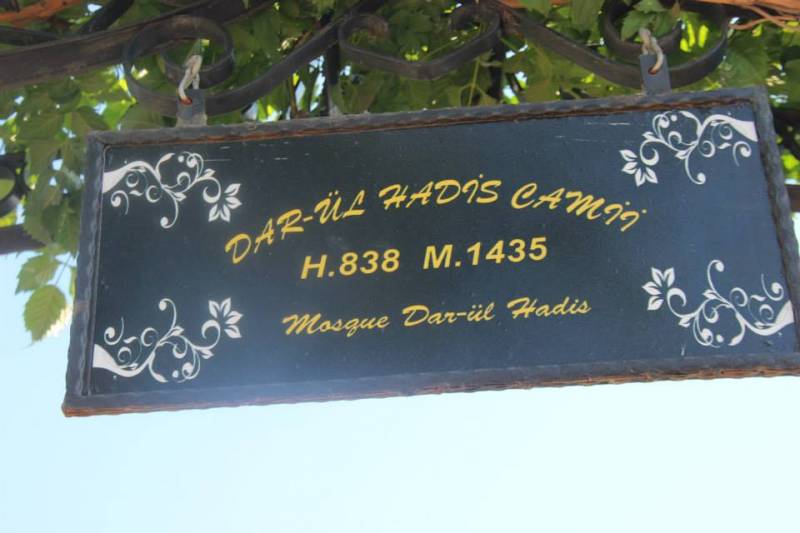 DAR-ÜL HADİS CAMİİ
H.838 M.1435
Mosque Dar-ül Hadis